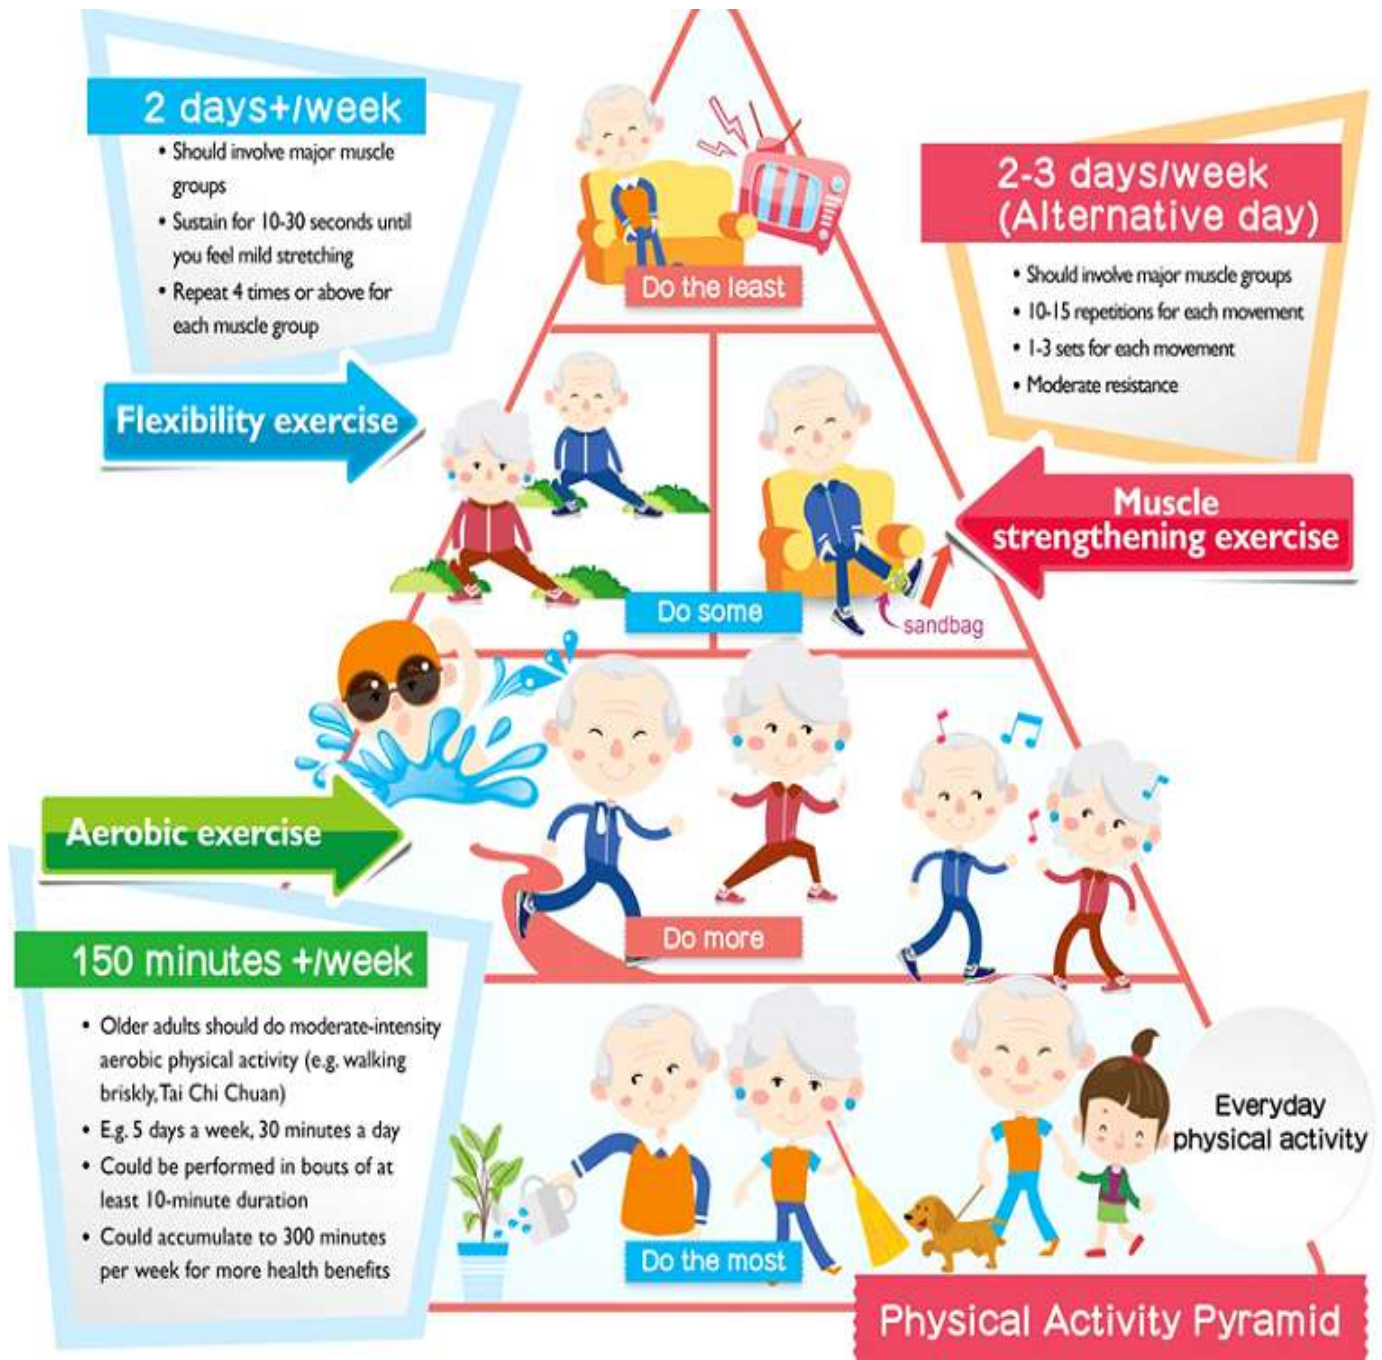 2 days+/week
• Should involve major muscle
groups
• Sustain for 10-30 seconds until
you feel mild stretching
• Repeat 4 times or above for
each muscle group
Flexibility exercise
Do the least
2-3 days/week
(Alternative day)
• Should involve major muscle groups
• 10-15 repetitions for each movement
• 1-3 sets for each movement
• Moderate resistance
Muscle
strengthening exercise
Do some
sandbag
Aerobic exercise
Do more
150 minutes +/week
• Older adults should do moderate-intensity
aerobic physical activity (e.g. walking
briskly, Tai Chi Chuan)
• E.g. 5 days a week, 30 minutes a day
• Could be performed in bouts of at
least 10-minute duration
• Could accumulate to 300 minutes
per week for more health benefits
Everyday
physical activity
Do the most
Physical Activity Pyramid